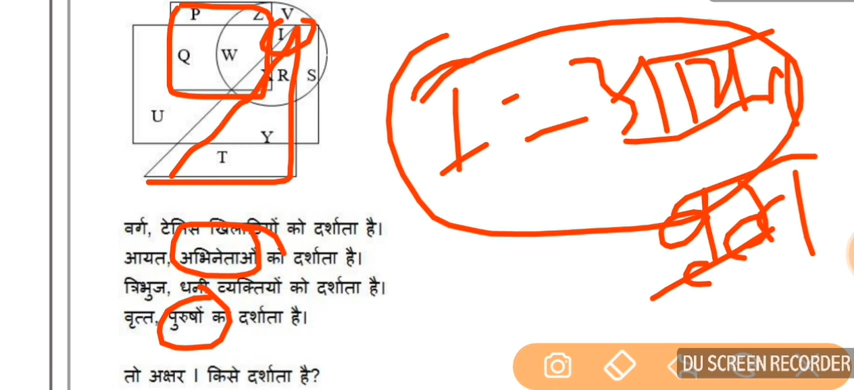 P Z V
I
Q W X R S
U
Y
T
I = आयत
वर्ग, टेनिस खिलाड़ियों को दर्शाता है।
आयत, अभिनेताओं को दर्शाता है।
त्रिभुज, धनी व्यक्तियों को दर्शाता है।
वृत्त, पुरुषों को दर्शाता है।
तो अक्षर I किसे दर्शाता है?
DU SCREEN RECORDER